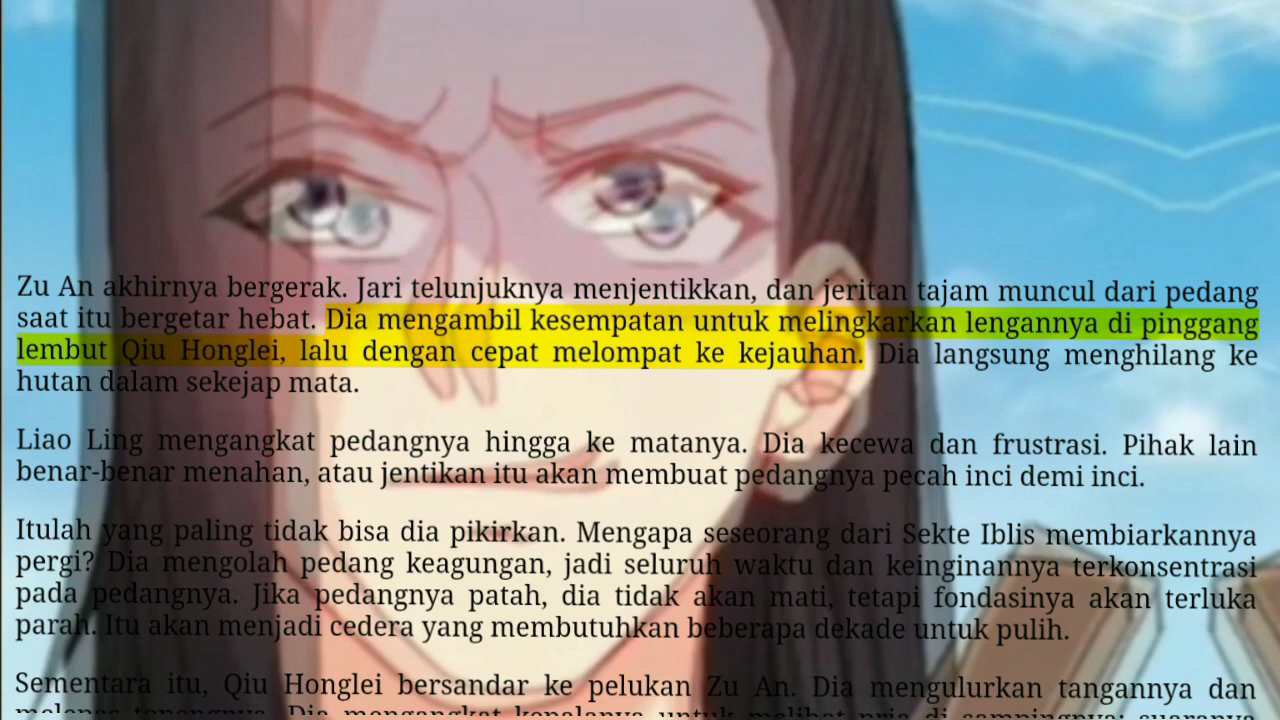 Zu An akhirnya bergerak. Jari telunjuknya menjentikkan, dan jeritan tajam muncul dari pedang
saat itu bergetar hebat. Dia mengambil kesempatan untuk melingkarkan lengannya di pinggang
lembut Qiu Honglei, lalu dengan cepat melompat ke kejauhan. Dia langsung menghilang ke
hutan dalam sekejap mata.
Liao Ling mengangkat pedangnya hingga ke matanya. Dia kecewa dan frustrasi. Pihak lain
benar-benar menahan, atau jentikan itu akan membuat pedangnya pecah inci demi inci.
Itulah yang paling tidak bisa dia pikirkan. Mengapa seseorang dari Sekte Iblis membiarkannya
pergi? Dia mengolah pedang keagungan, jadi seluruh waktu dan keinginannya terkonsentrasi
pada pedangnya. Jika pedangnya patah, dia tidak akan mati, tetapi fondasinya akan terluka
parah. Itu akan menjadi cedera yang membutuhkan beberapa dekade untuk pulih.
Sementara itu, Qiu Honglei bersandar ke pelukan Zu An. Dia mengulurkan tangannya dan